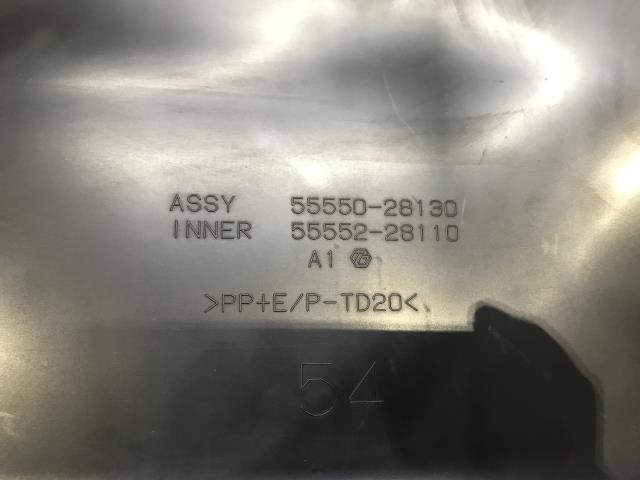 ASSY 55550-28130
INNER 55552-28110
A1
>PP+E/P-TD20<
54